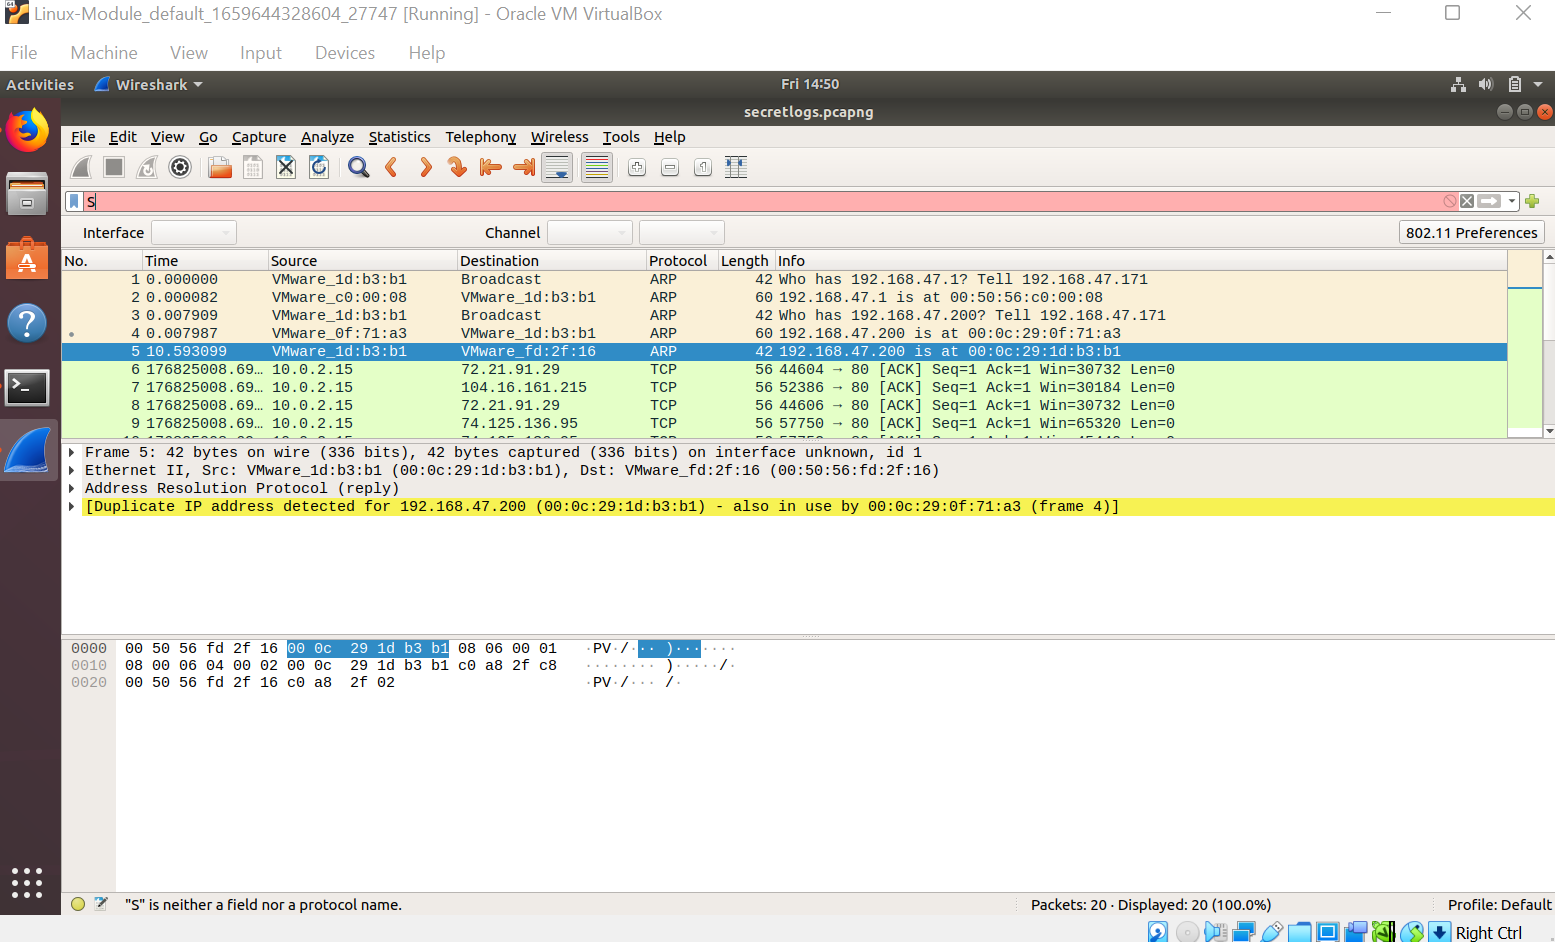 Linux-Module_default_1659644328604_27747 [Running] - Oracle VM VirtualBox
File Machine View Input Devices Help
Activities Wireshark Fri 14:50
secretlogs.pcapng
File Edit View Go Capture Analyze Statistics Telephony Wireless Tools Help
S
Interface Channel 802.11 Preferences
No. Time Source Destination Protocol Length Info
1 0.000000 VMware_1d:b3:b1 Broadcast ARP 42 Who has 192.168.47.1? Tell 192.168.47.171
2 0.000082 VMware_c0:00:08 VMware_1d:b3:b1 ARP 60 192.168.47.1 is at 00:50:56:c0:00:08
3 0.007909 VMware_1d:b3:b1 Broadcast ARP 42 Who has 192.168.47.200? Tell 192.168.47.171
4 0.007987 VMware_0f:71:a3 VMware_1d:b3:b1 ARP 60 192.168.47.200 is at 00:0c:29:0f:71:a3
5 10.593099 VMware_1d:b3:b1 VMware_fd:2f:16 ARP 42 192.168.47.200 is at 00:0c:29:1d:b3:b1
6 176825008.69… 10.0.2.15 72.21.91.29 TCP 56 44604 → 80 [ACK] Seq=1 Ack=1 Win=30732 Len=0
7 176825008.69… 10.0.2.15 104.16.161.215 TCP 56 52386 → 80 [ACK] Seq=1 Ack=1 Win=30184 Len=0
8 176825008.69… 10.0.2.15 72.21.91.29 TCP 56 44606 → 80 [ACK] Seq=1 Ack=1 Win=30732 Len=0
9 176825008.69… 10.0.2.15 74.125.136.95 TCP 56 57750 → 80 [ACK] Seq=1 Ack=1 Win=65320 Len=0
Frame 5: 42 bytes on wire (336 bits), 42 bytes captured (336 bits) on interface unknown, id 1
Ethernet II, Src: VMware_1d:b3:b1 (00:0c:29:1d:b3:b1), Dst: VMware_fd:2f:16 (00:50:56:fd:2f:16)
Address Resolution Protocol (reply)
[Duplicate IP address detected for 192.168.47.200 (00:0c:29:1d:b3:b1) - also in use by 00:0c:29:0f:71:a3 (frame 4)]
0000 00 50 56 fd 2f 16 00 0c 29 1d b3 b1 08 06 00 01 ·PV·/··· )·······
0010 08 00 06 04 00 02 00 0c 29 1d b3 b1 c0 a8 2f c8 ········ )·····/·
0020 00 50 56 fd 2f 16 c0 a8 2f 02 ·PV·/··· /·
"S" is neither a field nor a protocol name. Packets: 20 · Displayed: 20 (100.0%) Profile: Default
Right Ctrl